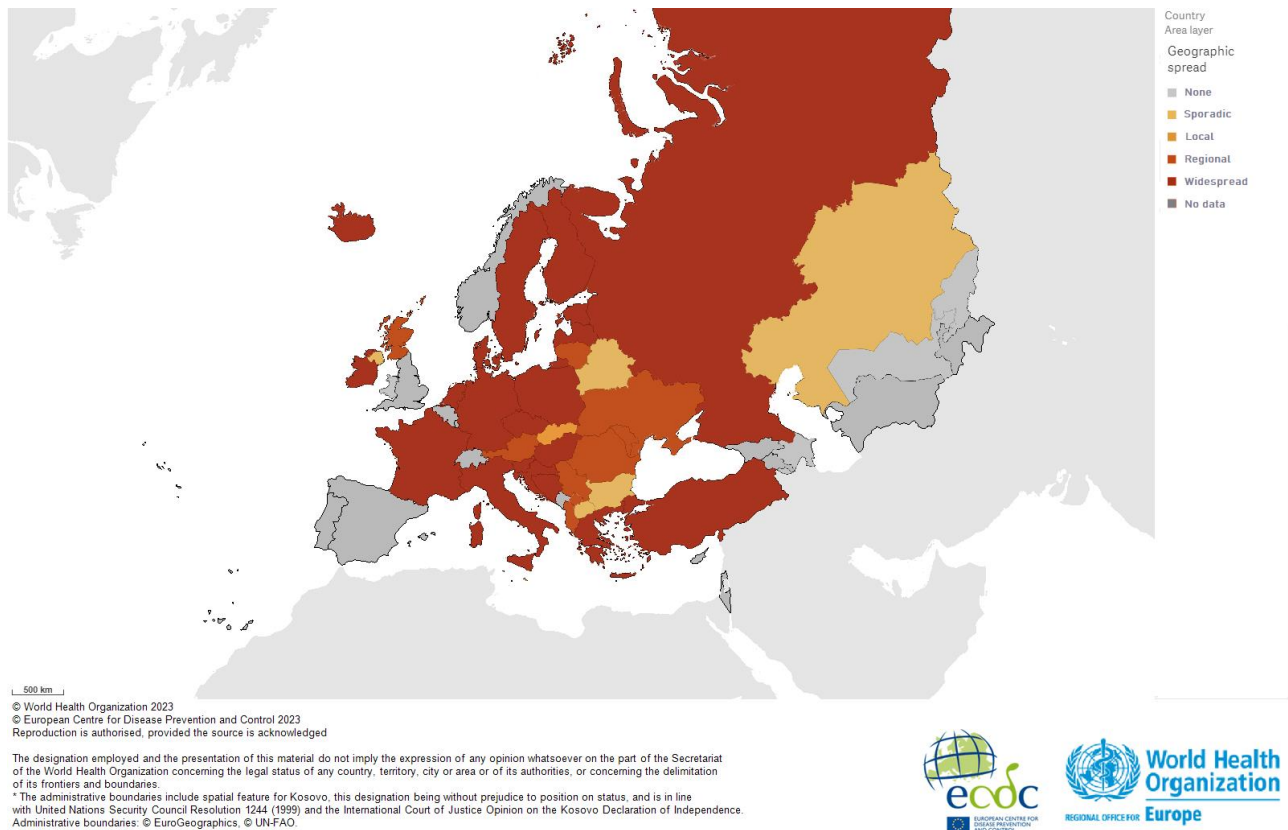 Country
Area layer
Geographic
spread
None
Sporadic
Local
Regional
Widespread
No data
500 km
© World Health Organization 2023
© European Centre for Disease Prevention and Control 2023
Reproduction is authorised, provided the source is acknowledged
The designation employed and the presentation of this material do not imply the expression of any opinion whatsoever on the part of the Secretariat
of the World Health Organization concerning the legal status of any country, territory, city or area or of its authorities, or concerning the delimitation
of its frontiers and boundaries.
* The administrative boundaries include spatial feature for Kosovo, this designation being without prejudice to position on status, and is in line
with United Nations Security Council Resolution 1244 (1999) and the International Court of Justice Opinion on the Kosovo Declaration of Independence.
Administrative boundaries: © EuroGeographics, © UN-FAO.
ecdc
EUROPEAN CENTRE FOR
DISEASE PREVENTION
AND CONTROL
World Health
Organization
REGIONAL OFFICE FOR Europe